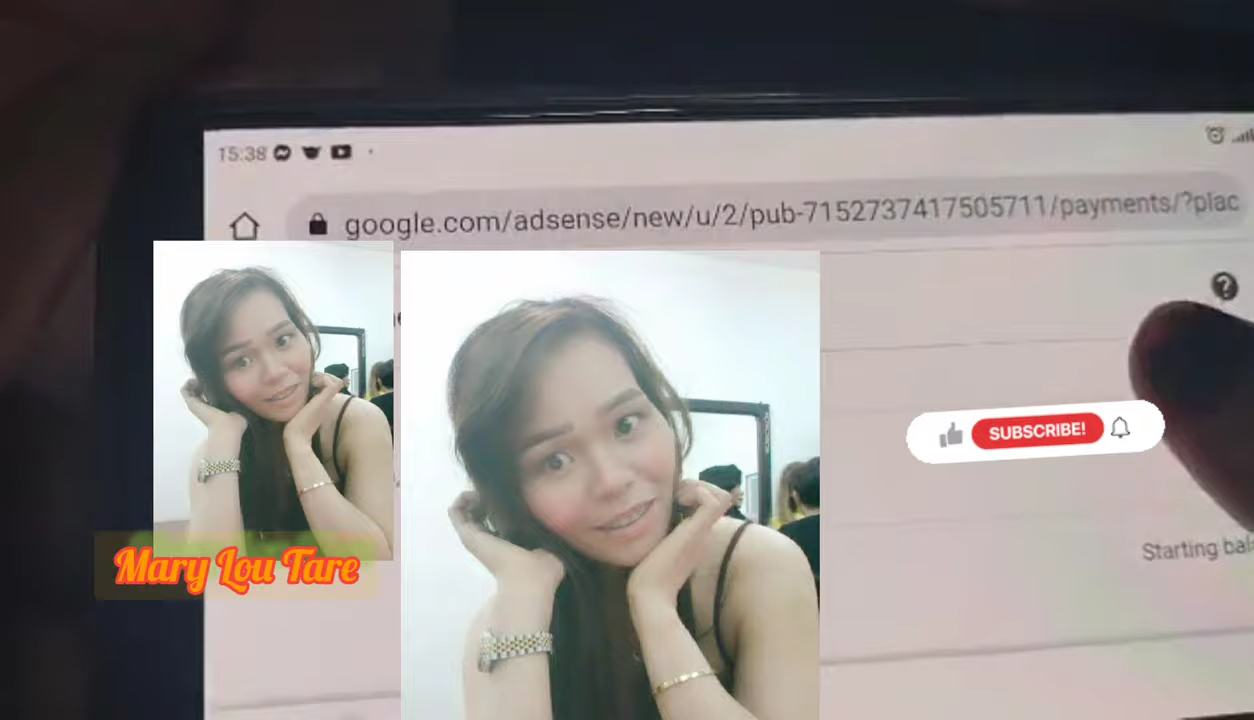 15:38
google.com/adsense/new/u/2/pub-7152737417505711/payments/?plac
SUBSCRIBE!
Starting bal
Mary Lou Tare